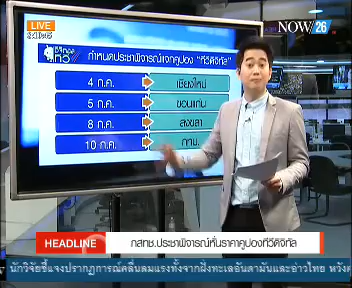 LIVE
NOW26
กำหนดประชาพิจารณ์แจกคูปอง "ทีวีดิจิทัล"
4 ก.ค. เชียงใหม่
5 ก.ค. ขอนแก่น
8 ก.ค. สงขลา
10 ก.ค. กทม.
HEADLINE กสทช.ประชาพิจารณ์หั่นราคาคูปองทีวีดิจิทัล
นักวิจัยชี้แจงปรากฏการณ์คลื่นลมแรงทั้งจากฝั่งทะเลอันดามันและอ่าวไทย หวังค